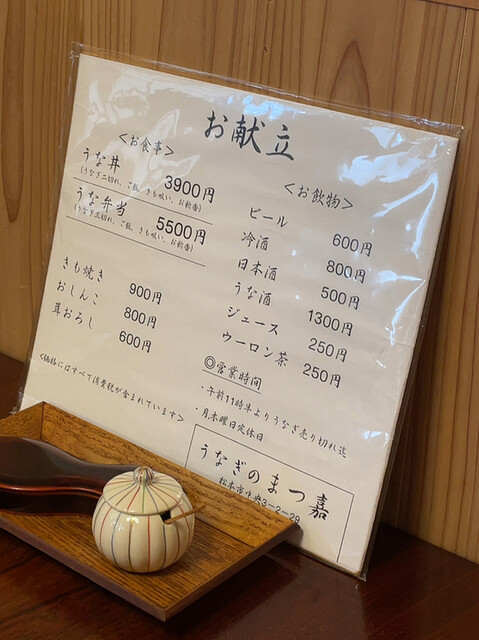 お献立
<お食事>
うな丼 3900円
(うなぎ二切れ、ご飯、きも吸い、お新香)
うな弁当 5500円
(うなぎ三切れ、ご飯、きも吸い、お新香)
きも焼き 900円
おしんこ 800円
茸おろし 600円
<価格にはすべて消費税が含まれています>
<お飲物>
ビール 600円
冷酒 800円
日本酒 500円
うな酒 1300円
ジュース 250円
ウーロン茶 250円
◎営業時間
・午前11時半よりうなぎ売り切れ迄
・月木曜日定休日
うなぎのまつ嘉
松本市中央3-2-29